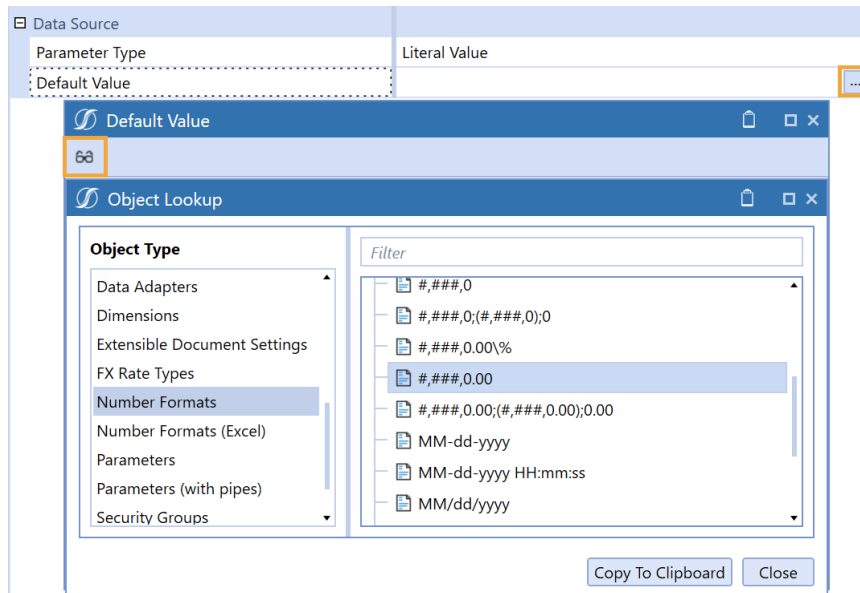 Data Source
Parameter Type Literal Value
Default Value ...
Default Value
Object Lookup
Object Type
Filter
Data Adapters
Dimensions
Extensible Document Settings
FX Rate Types
Number Formats
Number Formats (Excel)
Parameters
Parameters (with pipes)
Security Groups
#,###,0
#,###,0;(#,###,0);0
#,###,0.00\%
#,###,0.00
#,###,0.00;(#,###,0.00);0.00
MM-dd-yyyy
MM-dd-yyyy HH:mm:ss
MM/dd/yyyy
Copy To Clipboard Close